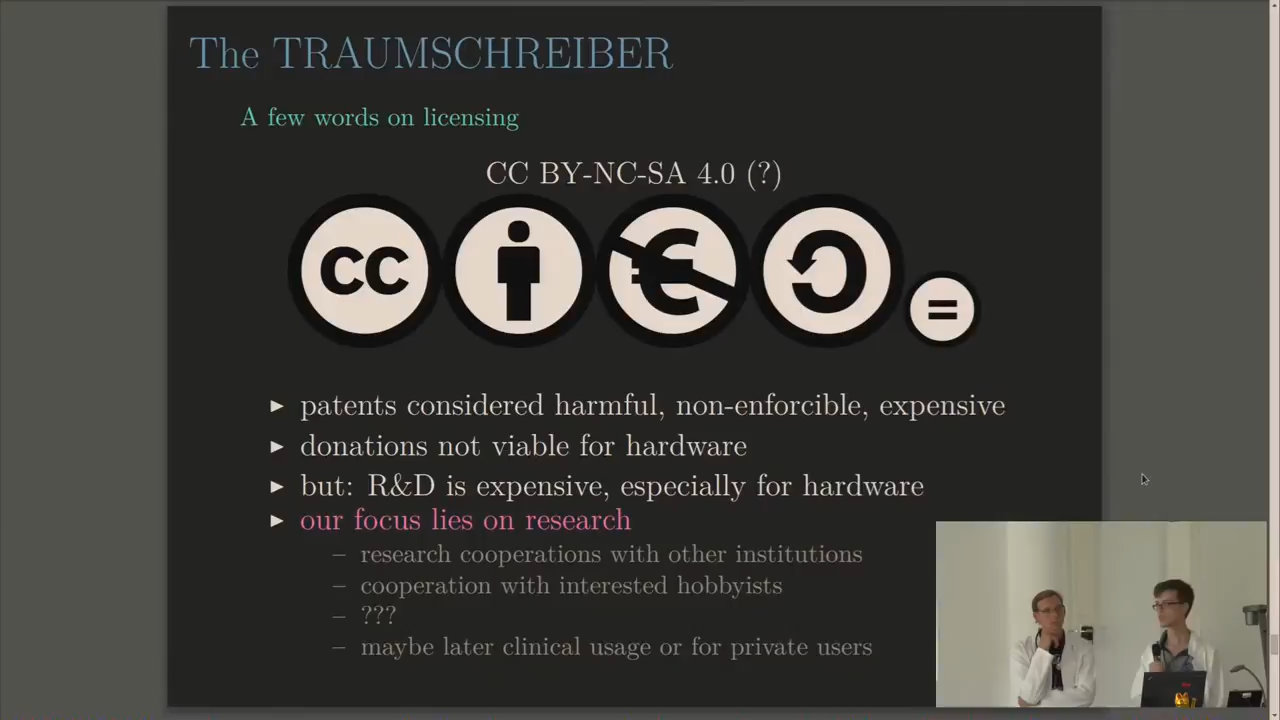 The TRAUMSCHREIBER
A few words on licensing
CC BY-NC-SA 4.0 (?)
cc
€
=
▶ patents considered harmful, non-enforcible, expensive
▶ donations not viable for hardware
▶ but: R&D is expensive, especially for hardware
▶ our focus lies on research
– research cooperations with other institutions
– cooperation with interested hobbyists
– ???
– maybe later clinical usage or for private users